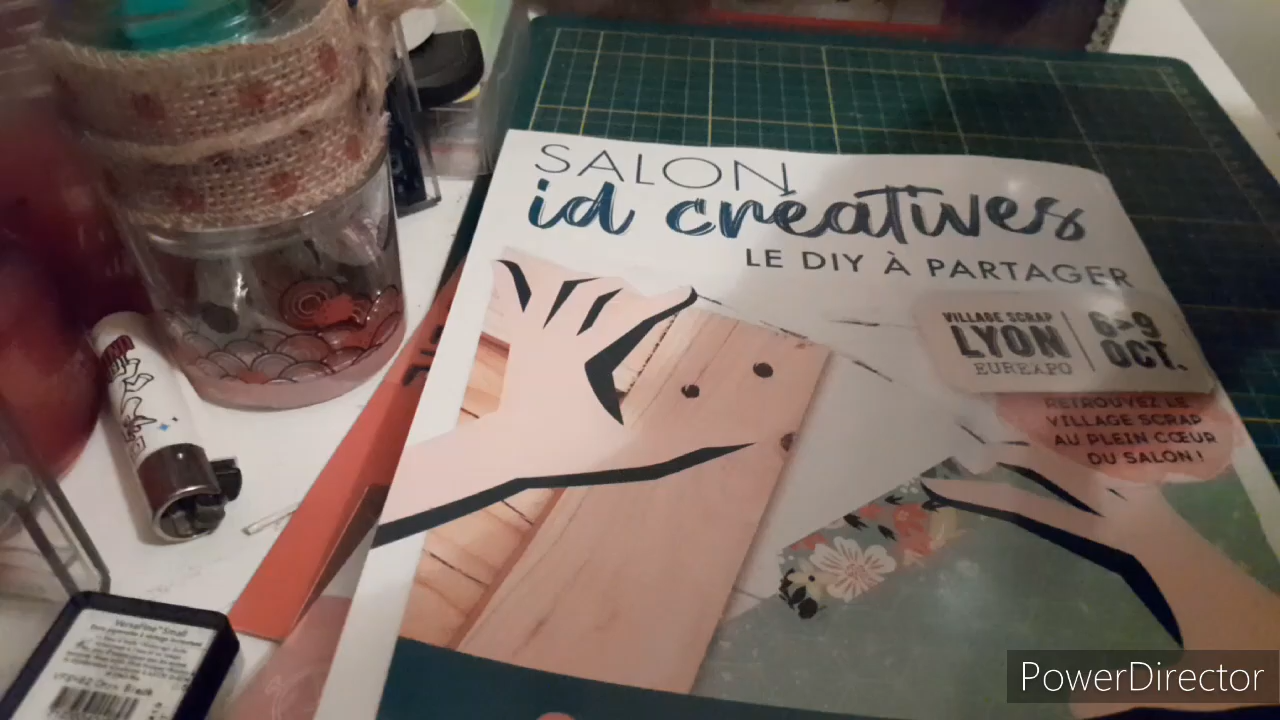 SALON
id créatives
LE DIY À PARTAGER
VILLAGE SCRAP
LYON
EUREXPO
6>9
OCT.
RETROUVEZ LE
VILLAGE SCRAP
AU PLEIN CŒUR
DU SALON !
VersaFine Small
PowerDirector